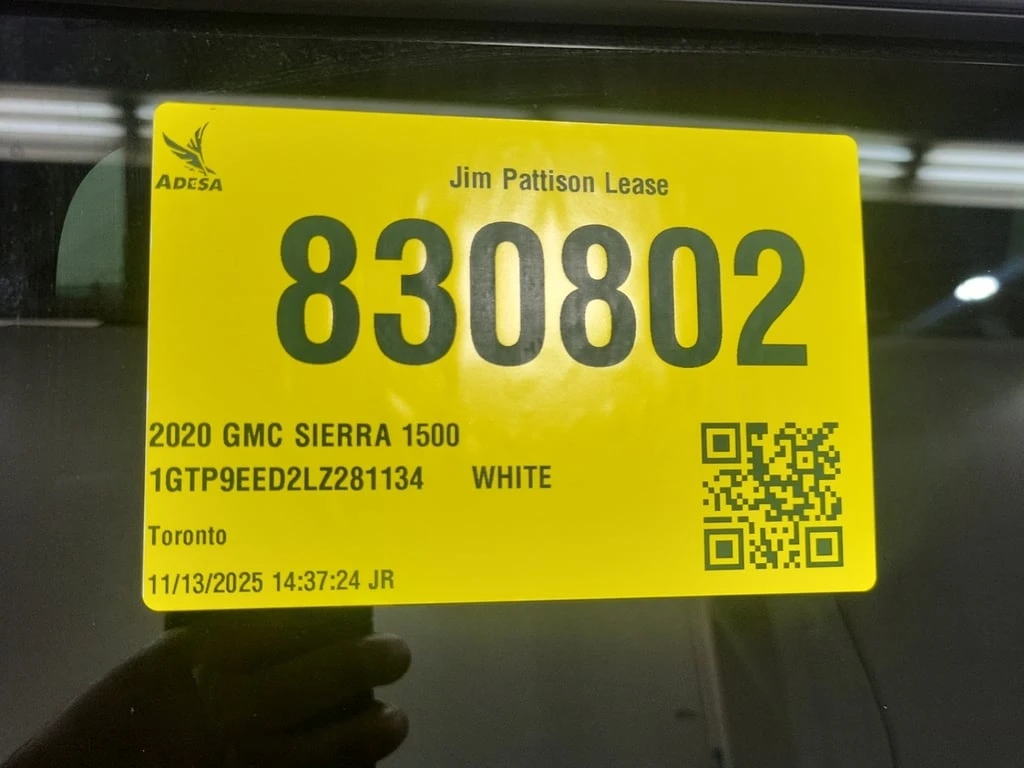 ADESA
Jim Pattison Lease
830802
2020 GMC SIERRA 1500
1GTP9EED2LZ281134 WHITE
Toronto
11/13/2025 14:37:24 JR